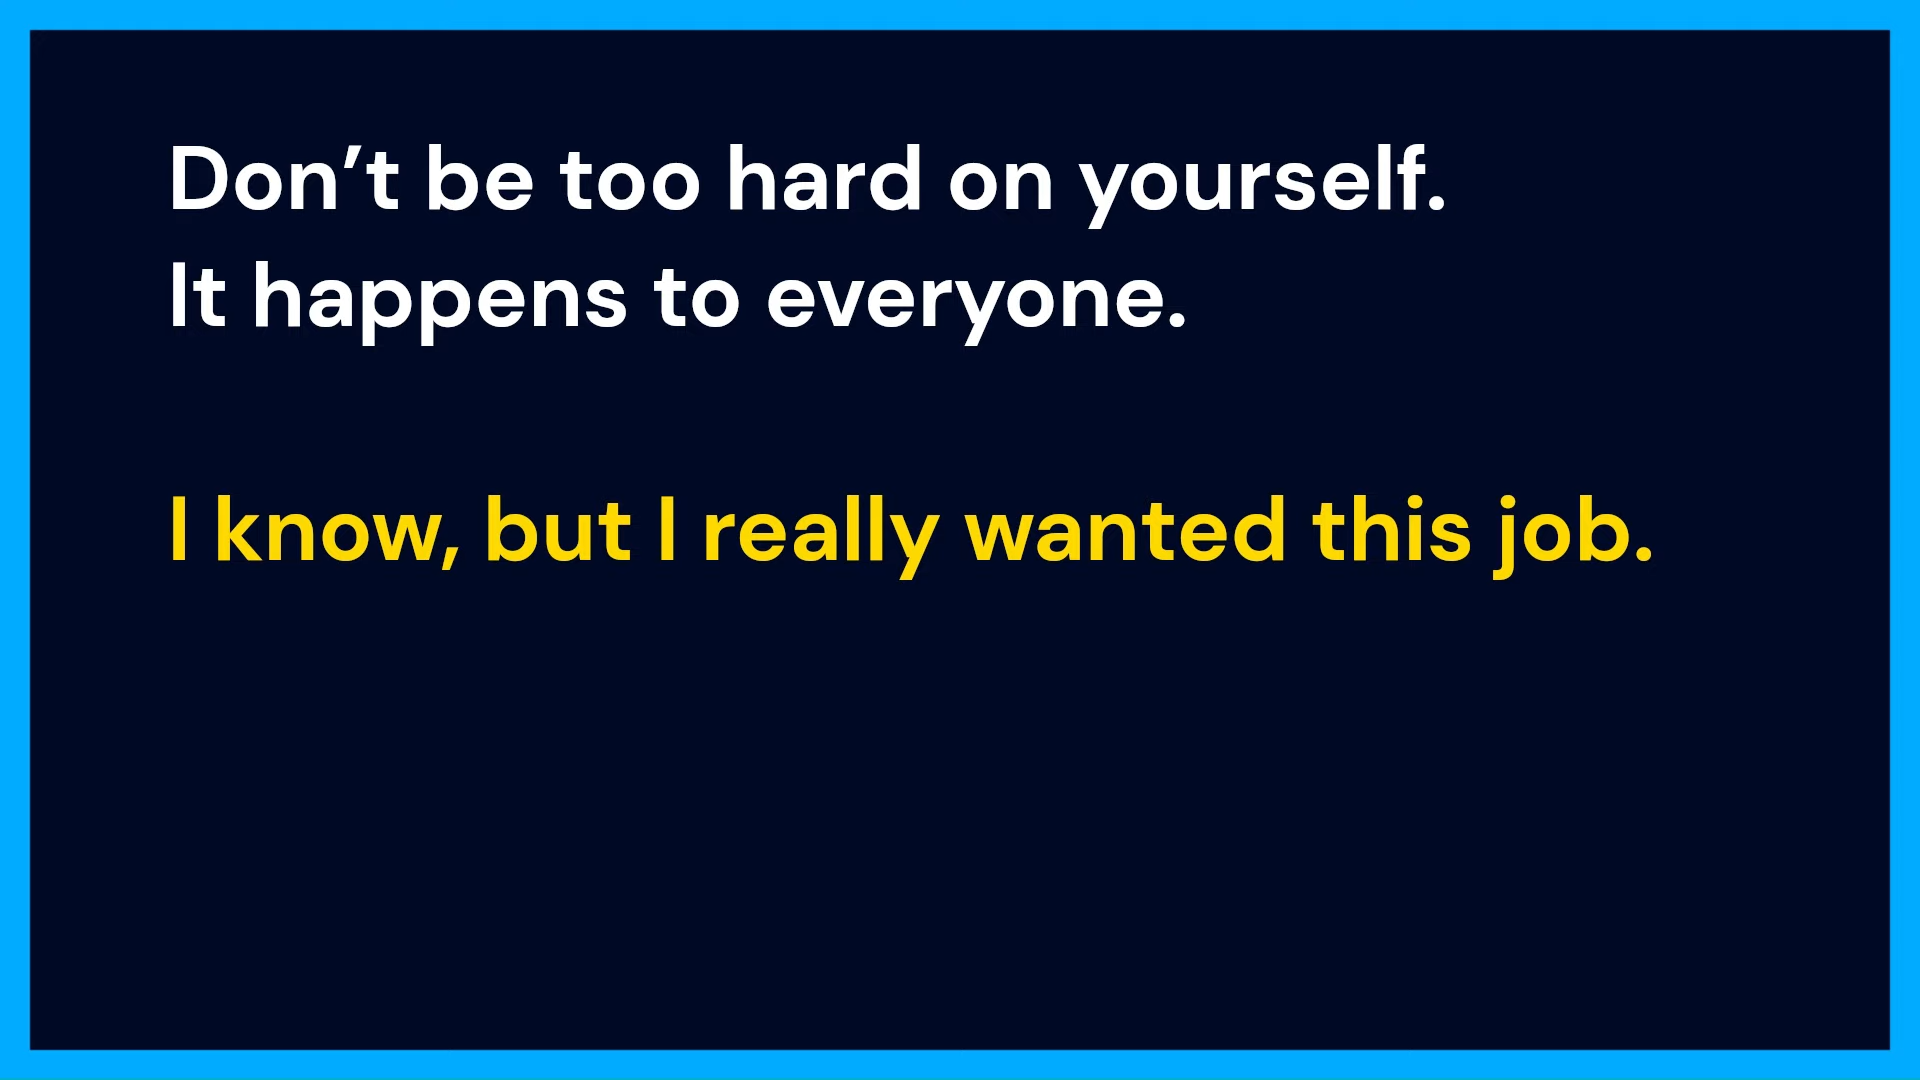 Don’t be too hard on yourself.
It happens to everyone.
I know, but I really wanted this job.